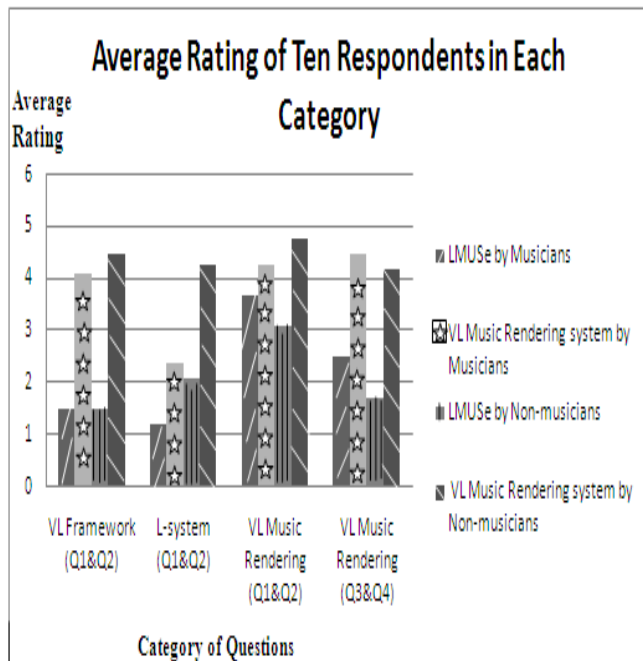 Average Rating of Ten Respondents in Each
Category
Average
Rating
6
5
4
3
2
1
0
VL Framework
(Q1&Q2)
L-system
(Q1&Q2)
VL Music
Rendering
(Q1&Q2)
VL Music
Rendering
(Q3&Q4)
Category of Questions
LMUSe by Musicians
VL Music Rendering system by
Musicians
LMUSe by Non-musicians
VL Music Rendering system by
Non-musicians